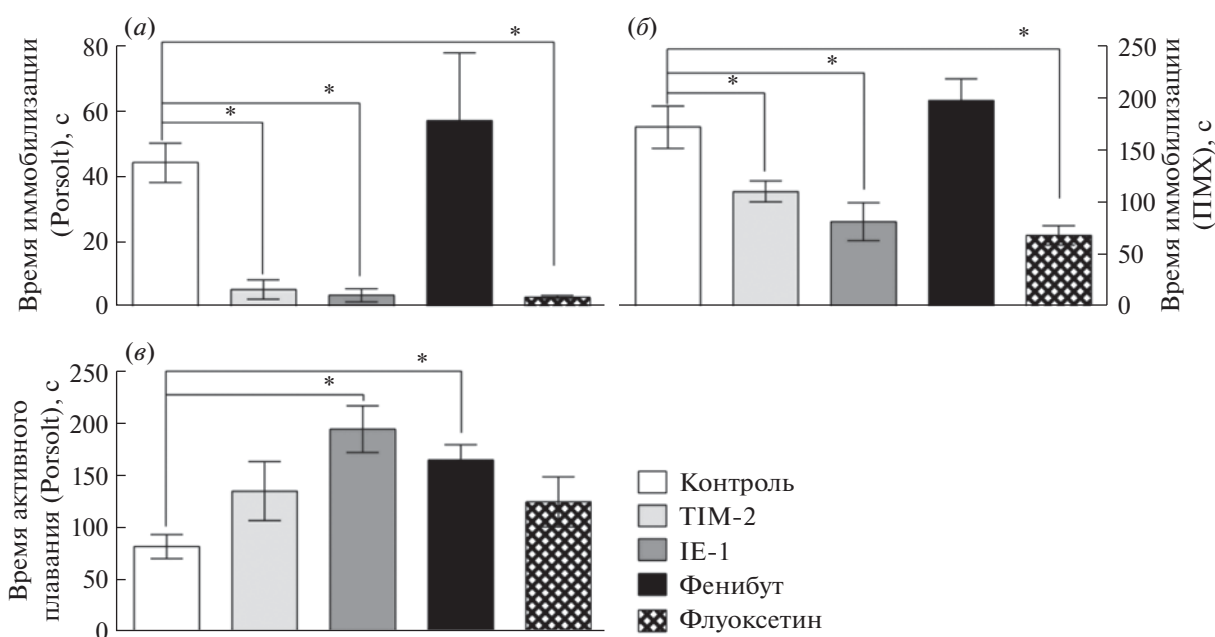 (а)
Время иммобилизации
(Porsolt), с
80
60
40
20
0
*
*
*
(б)
*
*
*
250
200
150
100
50
0
Время иммобилизации
(ПМХ), с
(в)
Время активного
плавания (Porsolt), с
250
200
150
100
50
0
*
*
Контроль
TIM-2
IE-1
Фенибут
Флуоксетин